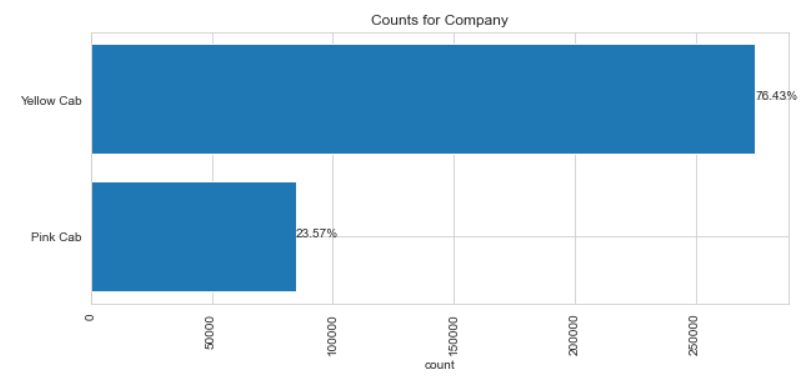 Counts for Company
Yellow Cab
76.43%
Pink Cab
23.57%
0
50000
100000
150000
200000
250000
count